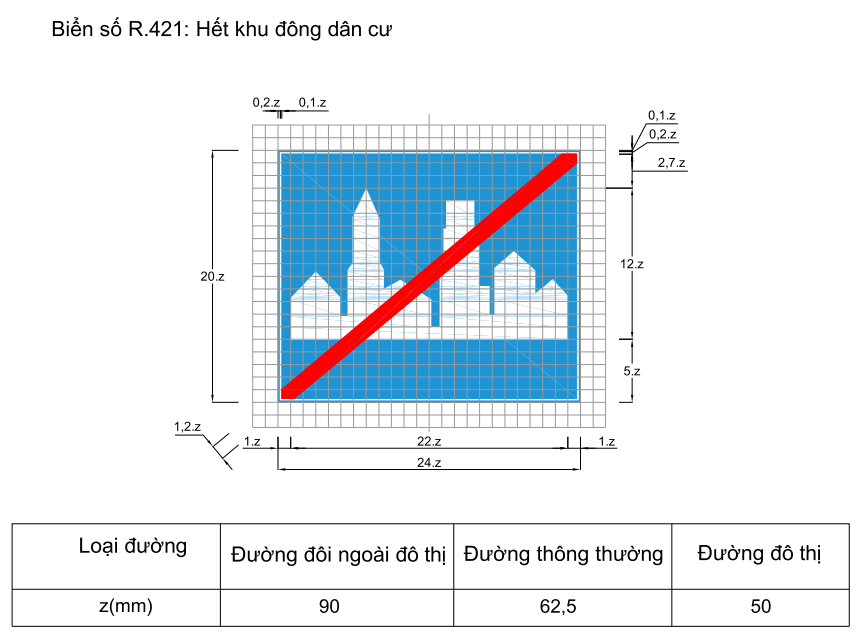 Biển số R.421: Hết khu đông dân cư
0,2.z 0,1.z
0,1.z
0,2.z
2,7.z
20.z
12.z
5.z
1,2.z
1.z 22.z 1.z
24.z
Loại đường Đường đôi ngoài đô thị Đường thông thường Đường đô thị
z(mm) 90 62,5 50